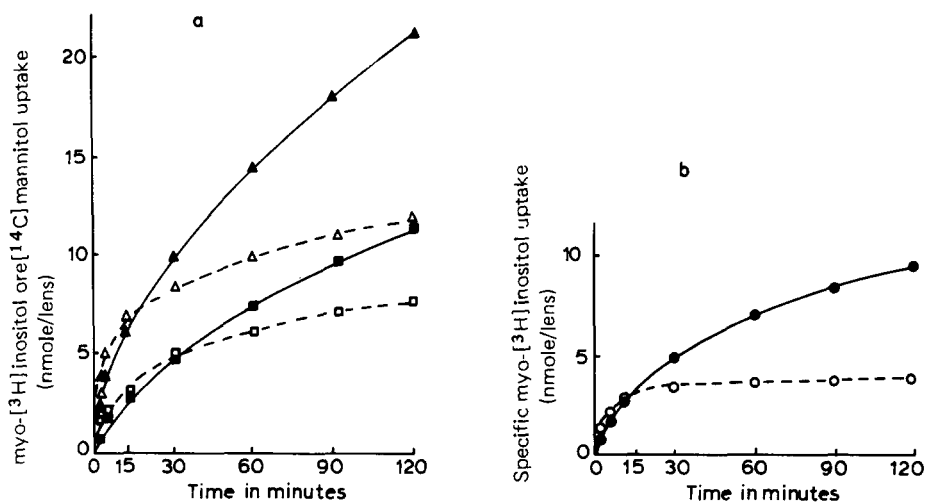 a
20
15
10
5
0
0 15 30 60 90 120
Time in minutes
myo-[³H]inositol ore[¹⁴C]mannitol uptake
(nmole/lens)
b
10
5
0
0 15 30 60 90 120
Time in minutes
Specific myo-[³H]inositol uptake
(nmole/lens)